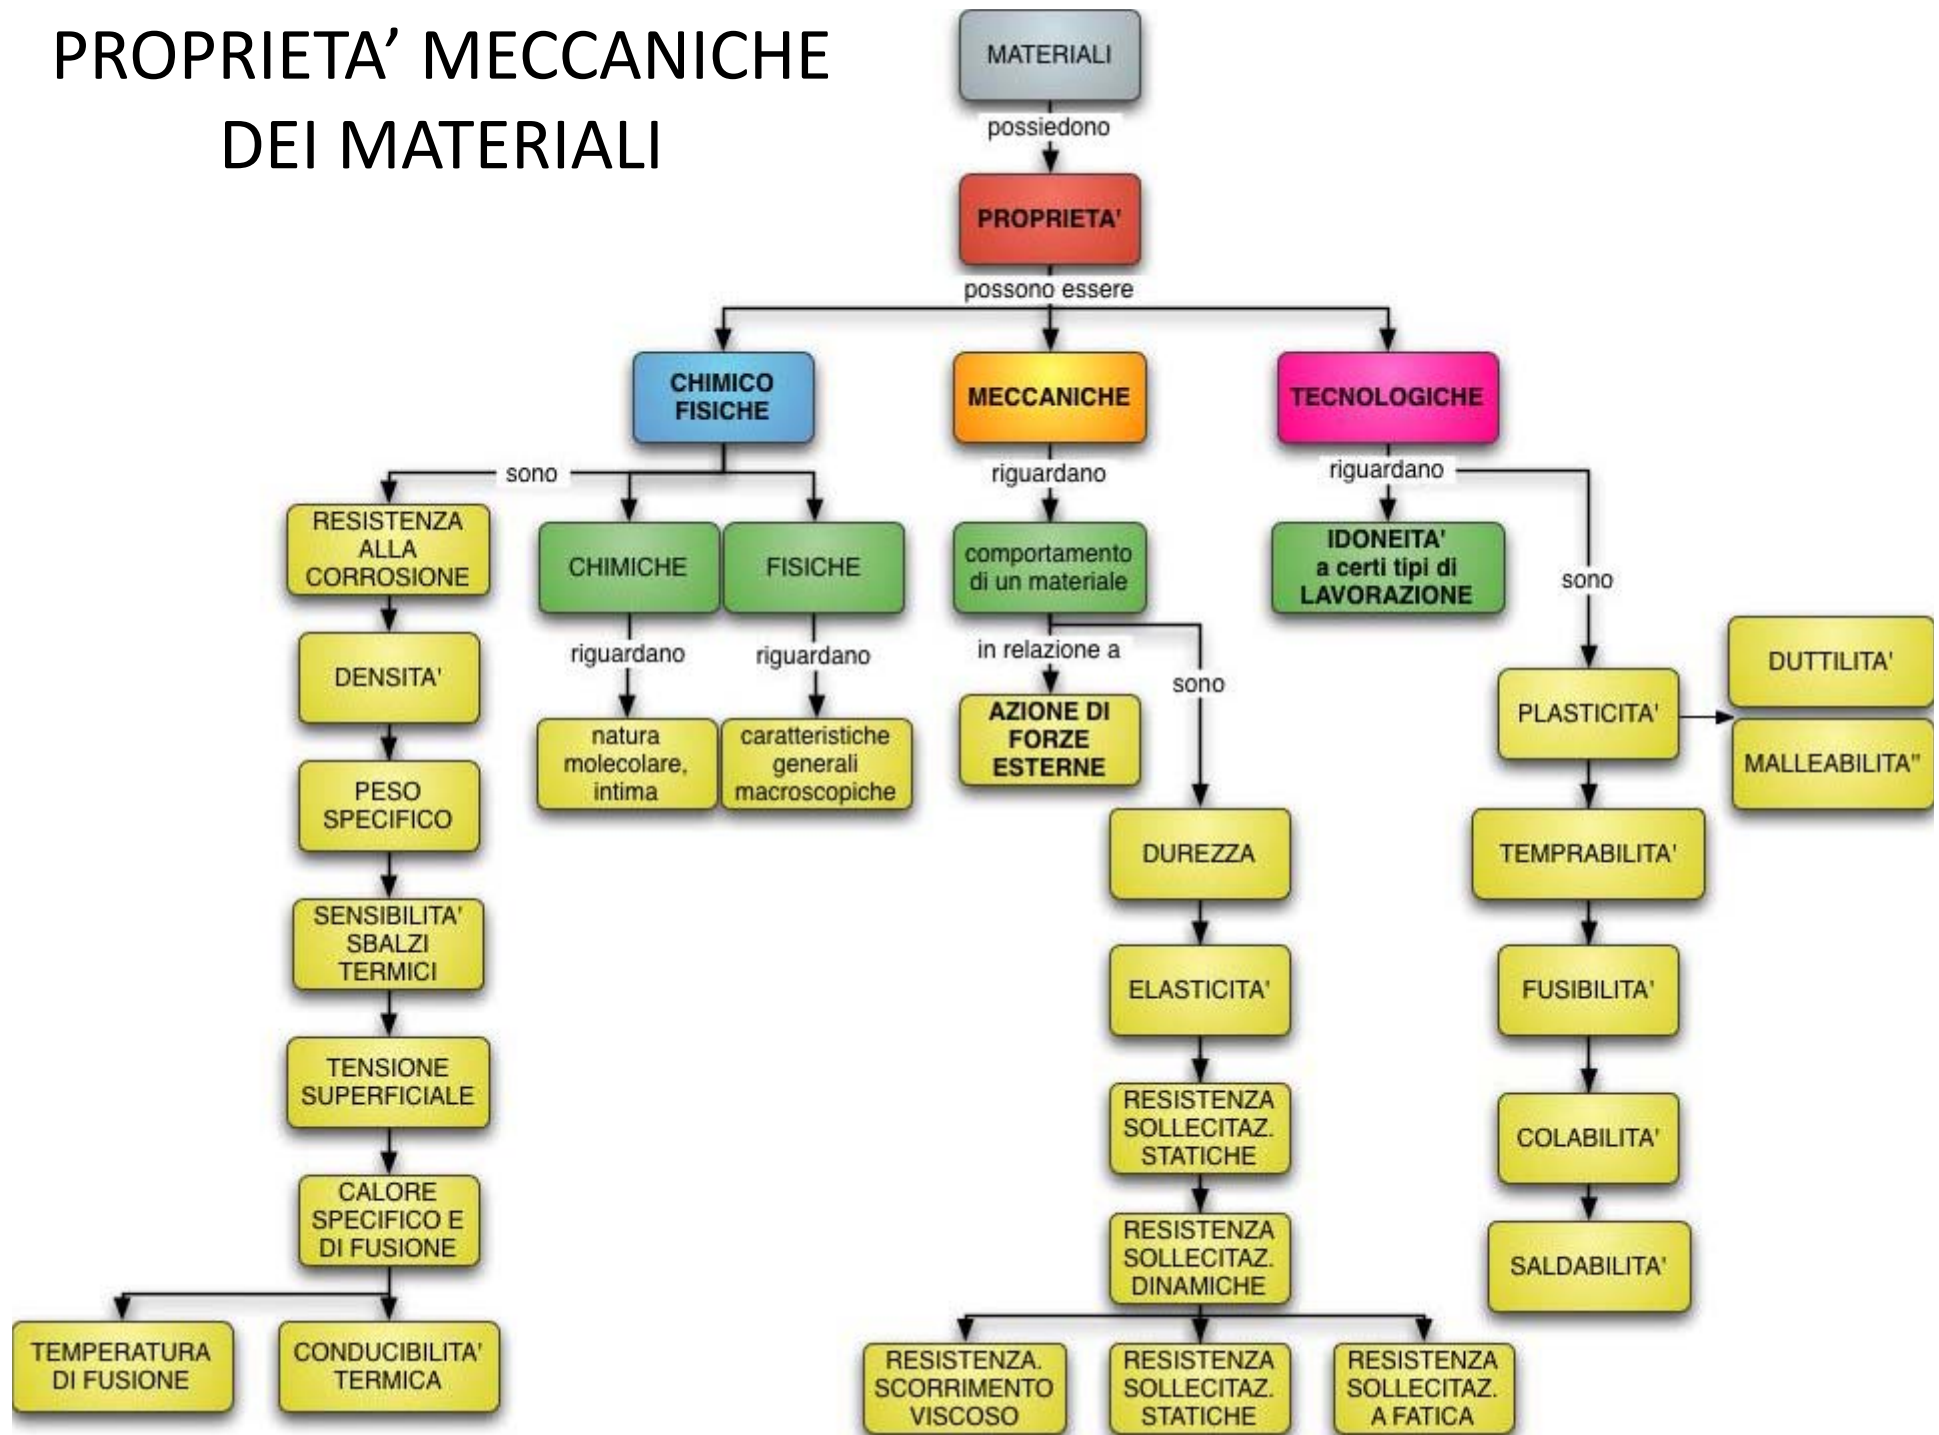 PROPRIETA’ MECCANICHE
DEI MATERIALI
MATERIALI
possiedono
PROPRIETA'
possono essere
CHIMICO
FISICHE
MECCANICHE
TECNOLOGICHE
sono
riguardano
riguardano
RESISTENZA
ALLA
CORROSIONE
CHIMICHE
FISICHE
comportamento
di un materiale
IDONEITA'
a certi tipi di
LAVORAZIONE
sono
riguardano
riguardano
in relazione a
sono
DENSITA'
natura
molecolare,
intima
caratteristiche
generali
macroscopiche
AZIONE DI
FORZE
ESTERNE
PLASTICITA'
DUTTILITA'
MALLEABILITA"
PESO
SPECIFICO
DUREZZA
TEMPRABILITA'
SENSIBILITA'
SBALZI
TERMICI
ELASTICITA'
FUSIBILITA'
TENSIONE
SUPERFICIALE
RESISTENZA
SOLLECITAZ.
STATICHE
COLABILITA'
CALORE
SPECIFICO E
DI FUSIONE
RESISTENZA
SOLLECITAZ.
DINAMICHE
SALDABILITA'
TEMPERATURA
DI FUSIONE
CONDUCIBILITA'
TERMICA
RESISTENZA.
SCORRIMENTO
VISCOSO
RESISTENZA
SOLLECITAZ.
STATICHE
RESISTENZA
SOLLECITAZ.
A FATICA